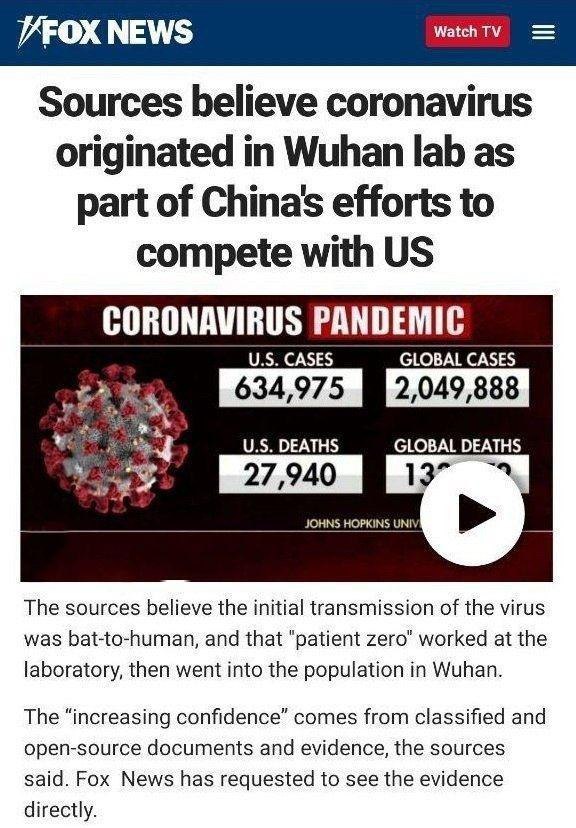 FOX NEWS
Watch TV
Sources believe coronavirus
originated in Wuhan lab as
part of China's efforts to
compete with US
CORONAVIRUS PANDEMIC
U.S. CASES
GLOBAL CASES
634,975
2,049,888
U.S. DEATHS
GLOBAL DEATHS
27,940
JOHNS HOPKINS
The sources believe the initial transmission of the virus
was bat-to-human, and that "patient zero" worked at the
laboratory, then went into the population in Wuhan.
The “increasing confidence” comes from classified and
open-source documents and evidence, the sources
said. Fox News has requested to see the evidence
directly.